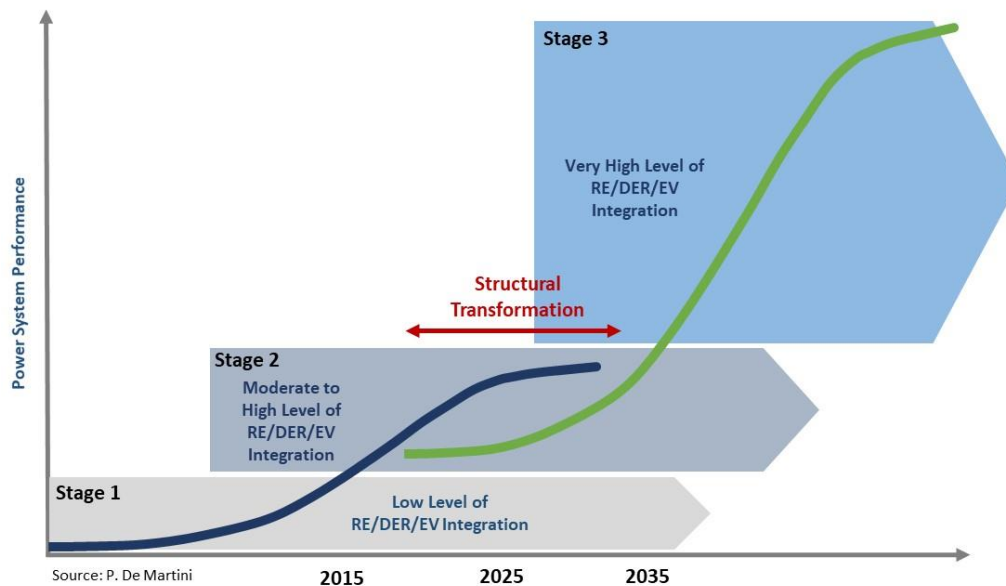 Stage 3
Very High Level of
RE/DER/EV
Integration
Structural
Transformation
Power System Performance
Stage 2
Moderate to
High Level of
RE/DER/EV
Integration
Stage 1
Low Level of
RE/DER/EV Integration
Source: P. De Martini
2015
2025
2035